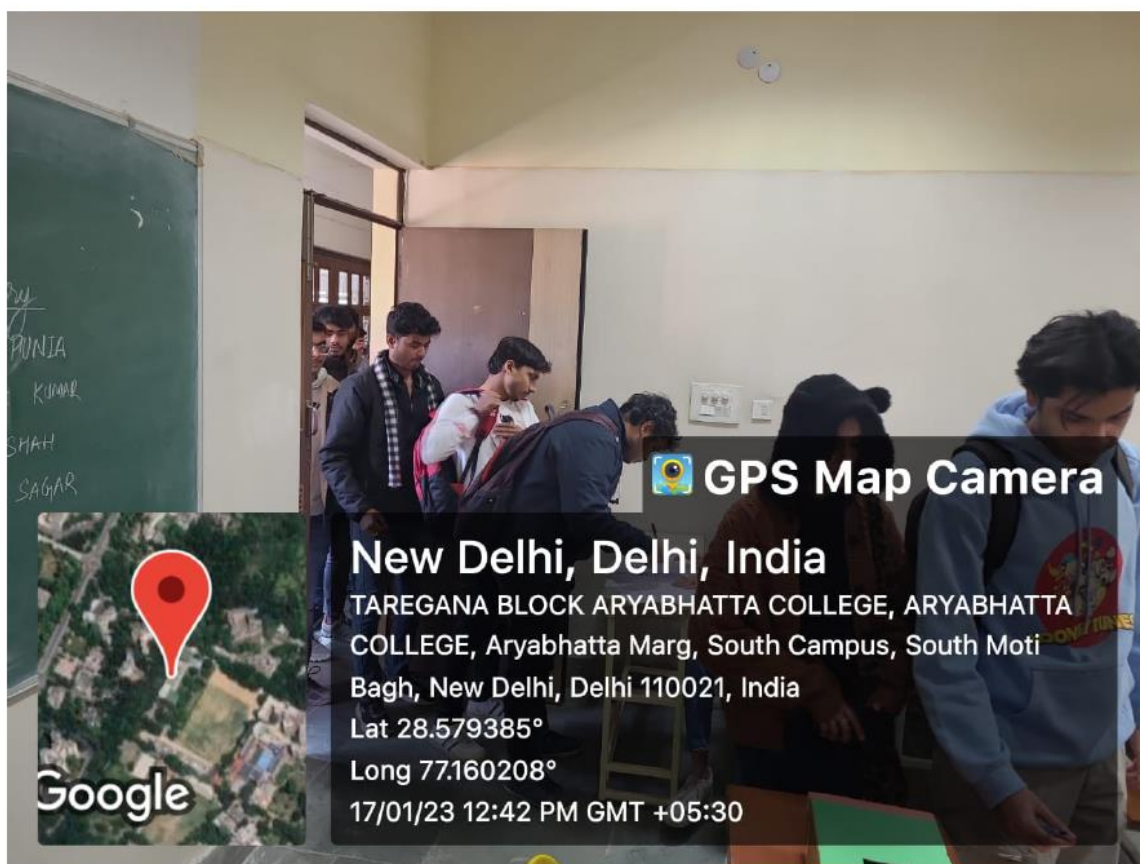 PUNIA
KUMAR
SHAH
SAGAR
GPS Map Camera
New Delhi, Delhi, India
TAREGANA BLOCK ARYABHATTA COLLEGE, ARYABHATTA
COLLEGE, Aryabhatta Marg, South Campus, South Moti
Bagh, New Delhi, Delhi 110021, India
Lat 28.579385°
Long 77.160208°
17/01/23 12:42 PM GMT +05:30
Google